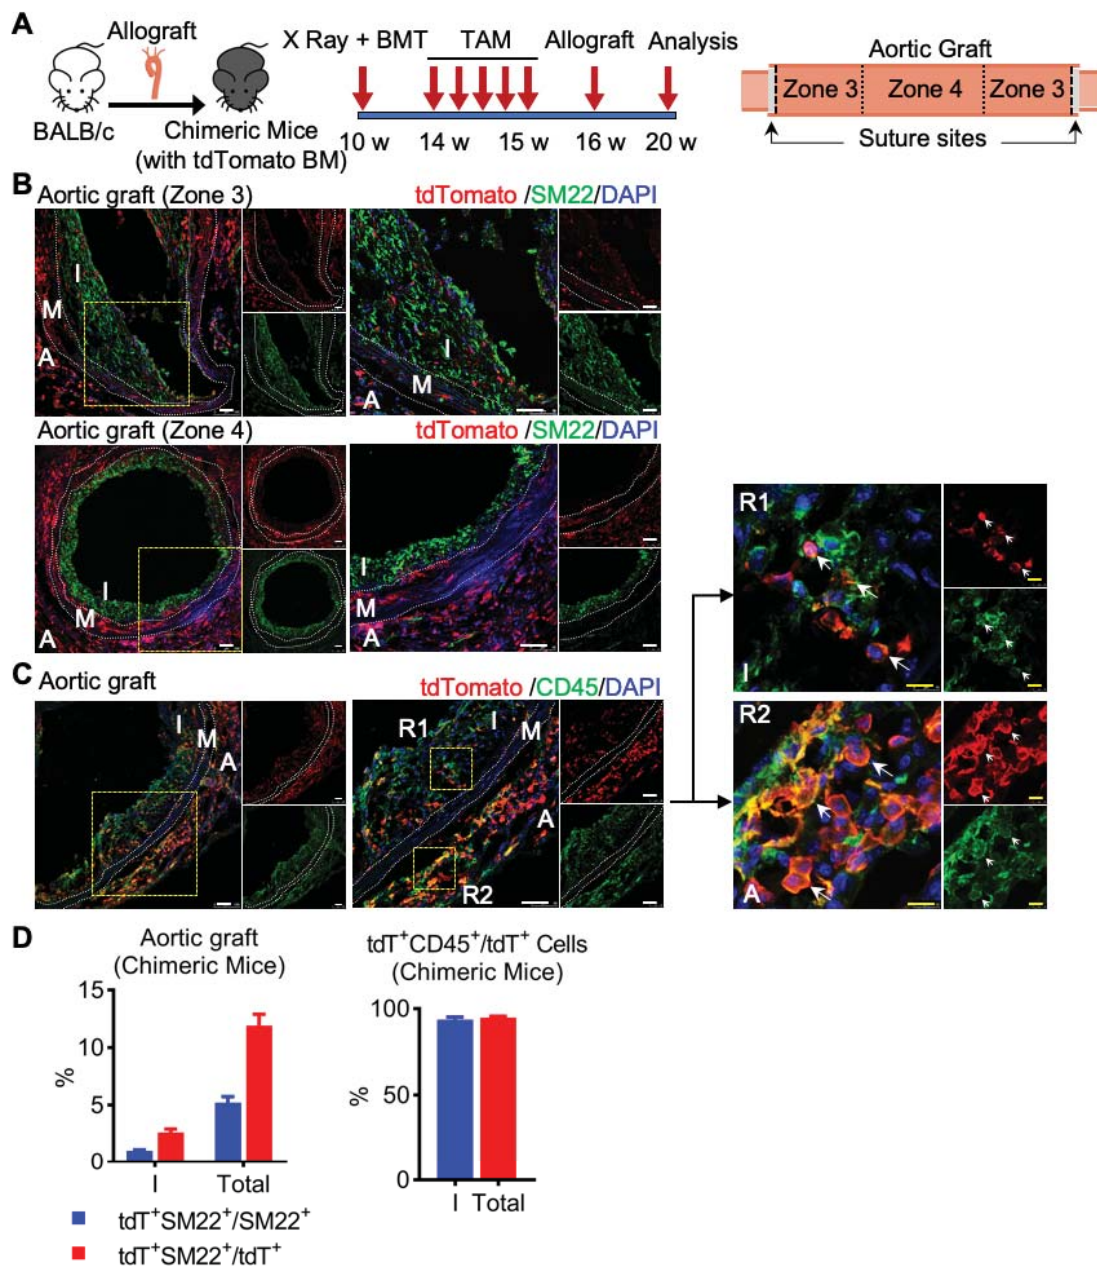 A
Allograft
BALB/c
Chimeric Mice
(with tdTomato BM)
X Ray + BMT
TAM
Allograft
Analysis
10 w
14 w
15 w
16 w
20 w
Aortic Graft
Zone 3
Zone 4
Zone 3
Suture sites
B
Aortic graft (Zone 3)
tdTomato /SM22/DAPI
I
M
A
I
M
A
Aortic graft (Zone 4)
tdTomato /SM22/DAPI
I
M
A
I
M
A
C
Aortic graft
tdTomato/CD45/DAPI
I
M
A
R1
I
M
A
R2
R1
I
R2
A
D
Aortic graft
(Chimeric Mice)
15
10
5
0
%
I
Total
tdT⁺SM22⁺/SM22⁺
tdT⁺SM22⁺/tdT⁺
tdT⁺CD45⁺/tdT⁺ Cells
(Chimeric Mice)
100
50
0
%
I
Total